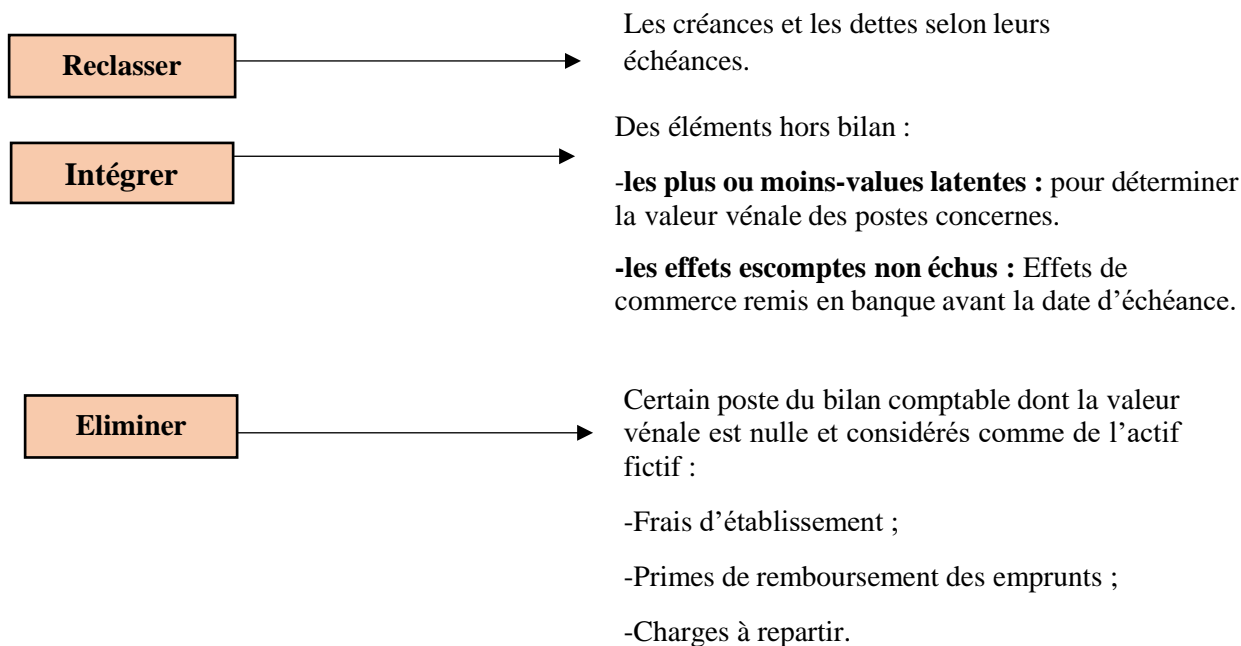 Reclasser
Les créances et les dettes selon leurs
échéances.
Intégrer
Des éléments hors bilan :
-les plus ou moins-values latentes : pour déterminer
la valeur vénale des postes concernes.
-les effets escomptes non échus : Effets de
commerce remis en banque avant la date d’échéance.
Eliminer
Certain poste du bilan comptable dont la valeur
vénale est nulle et considérés comme de l’actif
fictif :
-Frais d’établissement ;
-Primes de remboursement des emprunts ;
-Charges à repartir.